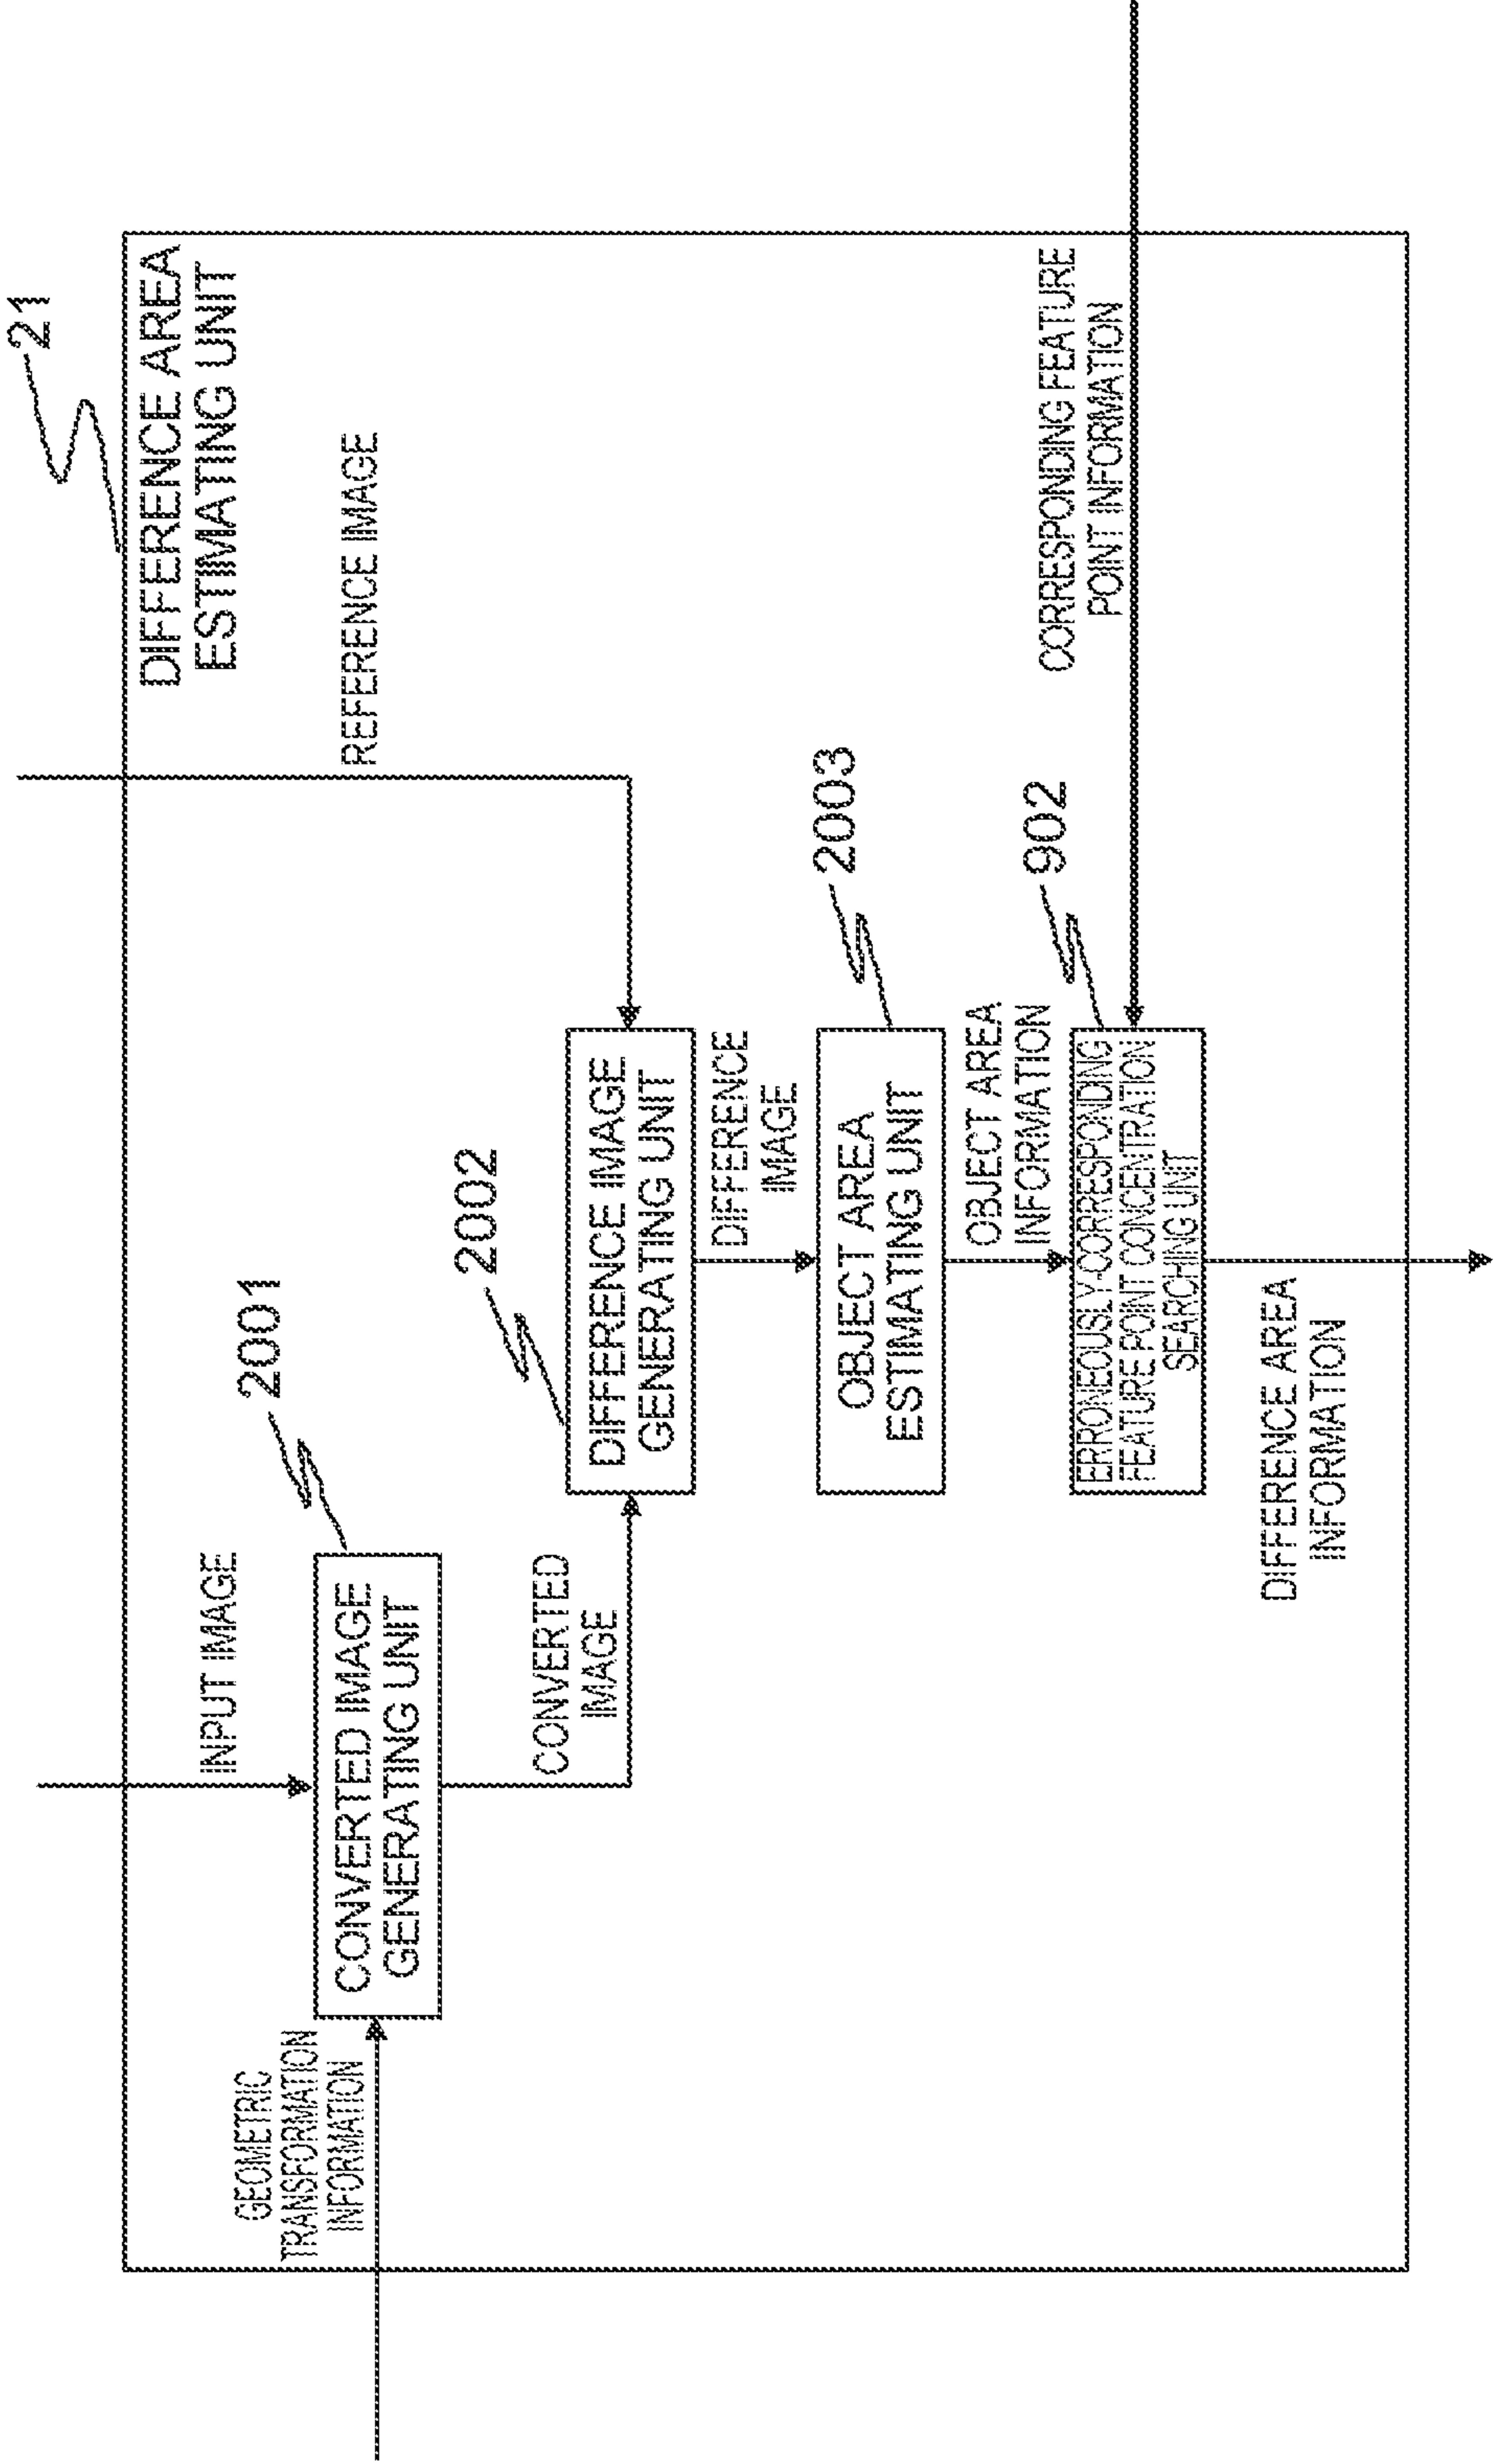 21
DIFFERENCE AREA
ESTIMATING UNIT
INPUT IMAGE
REFERENCE IMAGE
2001
GEOMETRIC
TRANSFORMATION
INFORMATION
CONVERTED IMAGE
GENERATING UNIT
2002
CONVERTED
IMAGE
DIFFERENCE IMAGE
GENERATING UNIT
DIFFERENCE
IMAGE
2003
OBJECT AREA
ESTIMATING UNIT
OBJECT AREA
INFORMATION
902
CORRESPONDING FEATURE
POINT INFORMATION
ERRONEOUSLY-CORRESPONDING
FEATURE POINT CONCENTRATION
SEARCHING UNIT
DIFFERENCE AREA
INFORMATION